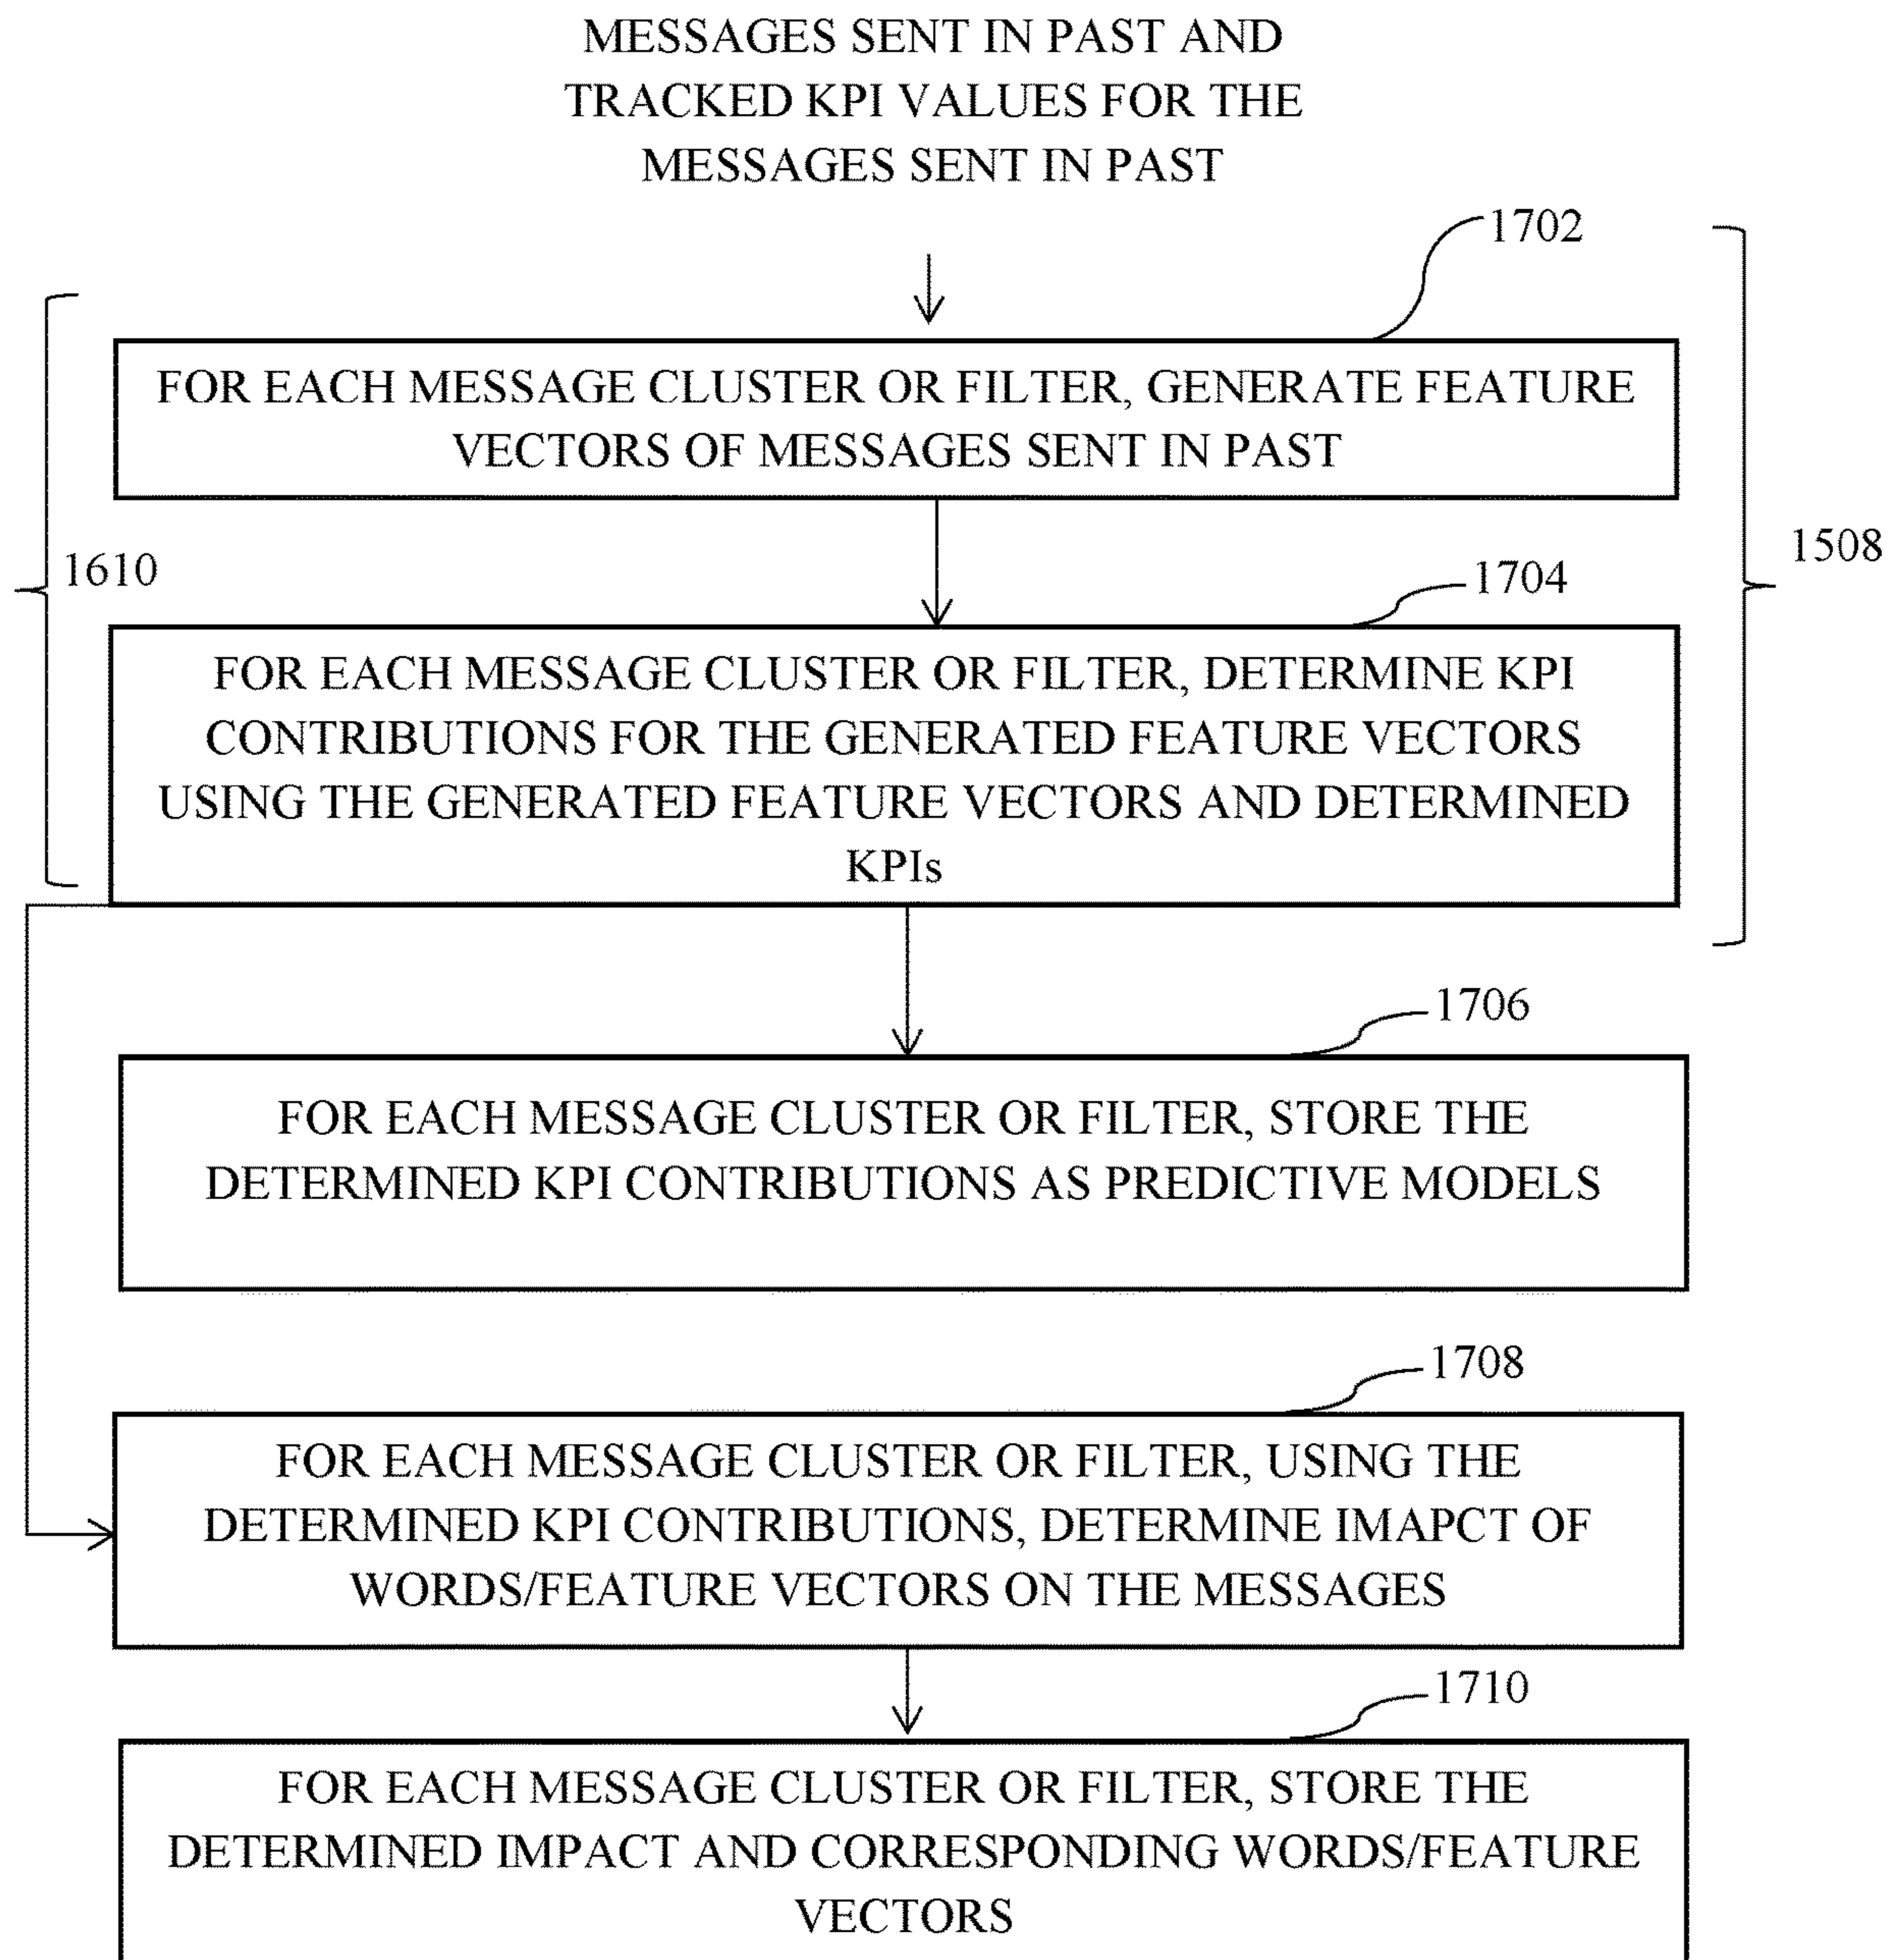 MESSAGES SENT IN PAST AND
TRACKED KPI VALUES FOR THE
MESSAGES SENT IN PAST
1702
FOR EACH MESSAGE CLUSTER OR FILTER, GENERATE FEATURE
VECTORS OF MESSAGES SENT IN PAST
1508
1610
1704
FOR EACH MESSAGE CLUSTER OR FILTER, DETERMINE KPI
CONTRIBUTIONS FOR THE GENERATED FEATURE VECTORS
USING THE GENERATED FEATURE VECTORS AND DETERMINED
KPIs
1706
FOR EACH MESSAGE CLUSTER OR FILTER, STORE THE
DETERMINED KPI CONTRIBUTIONS AS PREDICTIVE MODELS
1708
FOR EACH MESSAGE CLUSTER OR FILTER, USING THE
DETERMINED KPI CONTRIBUTIONS, DETERMINE IMAPCT OF
WORDS/FEATURE VECTORS ON THE MESSAGES
1710
FOR EACH MESSAGE CLUSTER OR FILTER, STORE THE
DETERMINED IMPACT AND CORRESPONDING WORDS/FEATURE
VECTORS